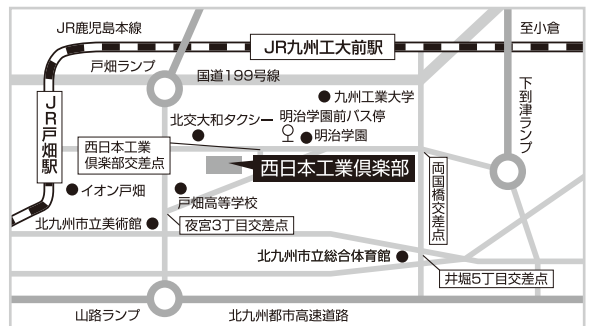 JR鹿児島本線
至小倉
JR九州工大前駅
戸畑ランプ
国道199号線
九州工業大学
下到津ランプ
JR戸畑駅
明治学園前バス停
北交大和タクシー
明治学園
西日本工業
倶楽部交差点
西日本工業倶楽部
両国橋交差点
イオン戸畑
戸畑高等学校
北九州市立美術館
夜宮3丁目交差点
北九州市立総合体育館
井堀5丁目交差点
山路ランプ
北九州都市高速道路